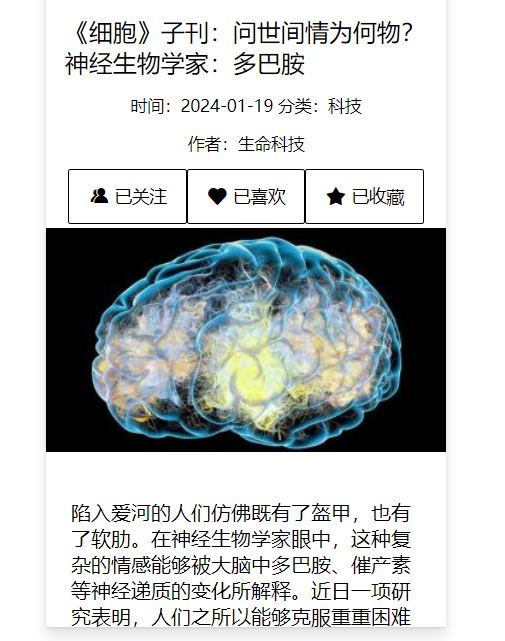 《细胞》子刊：问世间情为何物？
神经生物学家：多巴胺
时间：2024-01-19 分类：科技
作者：生命科技
已关注 已喜欢 已收藏
陷入爱河的人们仿佛既有了盔甲，也有
了软肋。在神经生物学家眼中，这种复
杂的情感能够被大脑中多巴胺、催产素
等神经递质的变化所解释。近日一项研
究表明，人们之所以能够克服重重困难